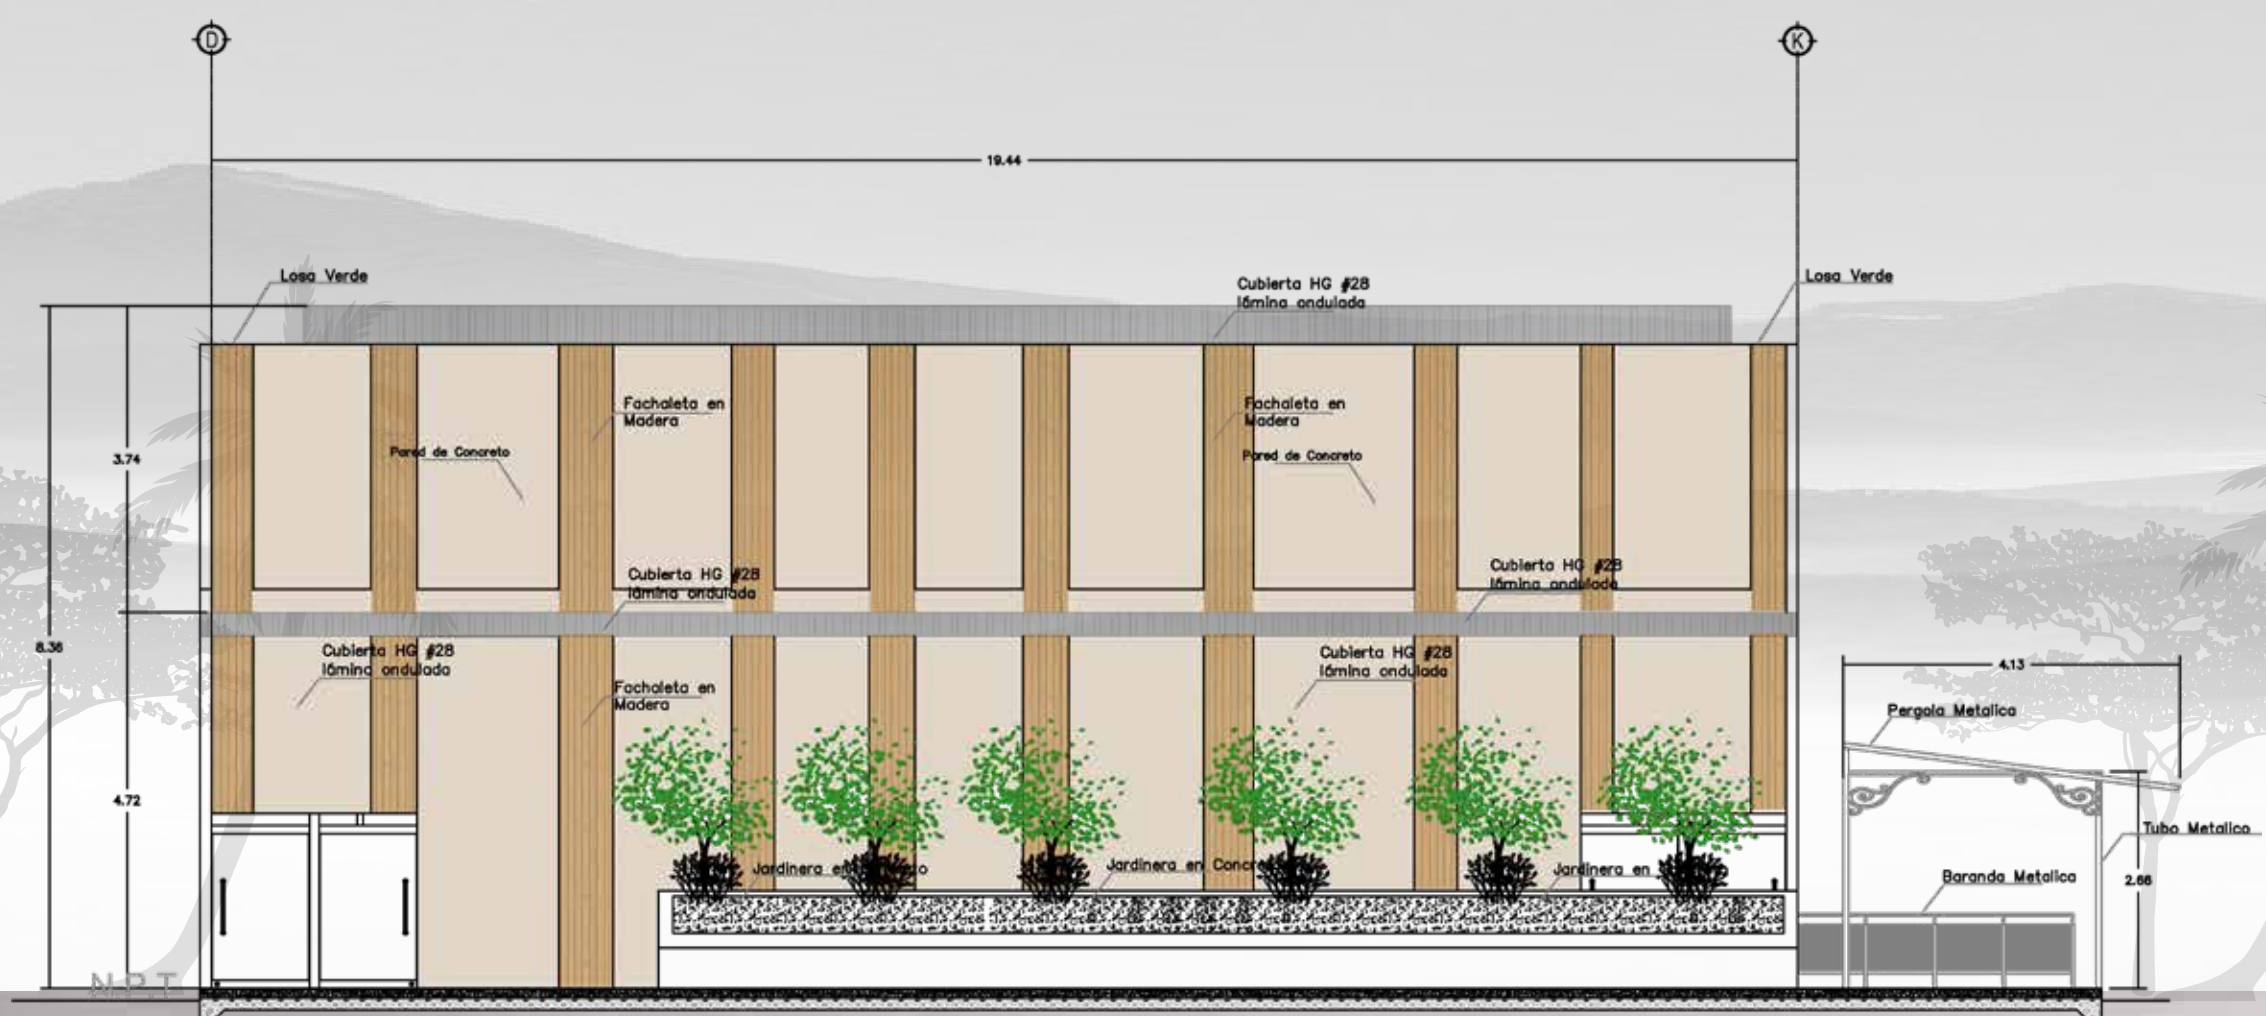 D
K
19.44
Losa Verde
Cubierta HG #28
lámina ondulada
Losa Verde
Fachaleta en
Madera
Fachaleta en
Madera
Pared de Concreto
Pared de Concreto
3.74
Cubierta HG #28
lámina ondulada
Cubierta HG #28
lámina ondulada
8.36
Cubierta HG #28
lámina ondulada
Cubierta HG #28
lámina ondulada
4.13
Fachaleta en
Madera
Pergola Metalica
4.72
Tubo Metalico
Jardinera en
Jardinera en
Jardinera en
Baranda Metalica
2.66
N.P.T.